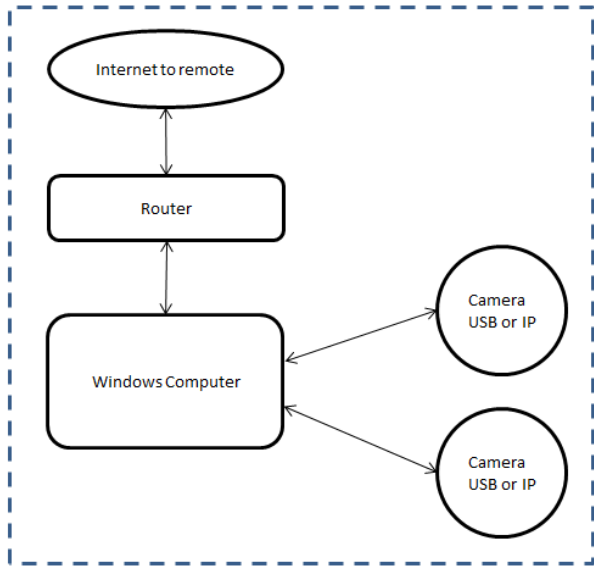 Internet to remote
Router
Windows Computer
Camera
USB or IP
Camera
USB or IP